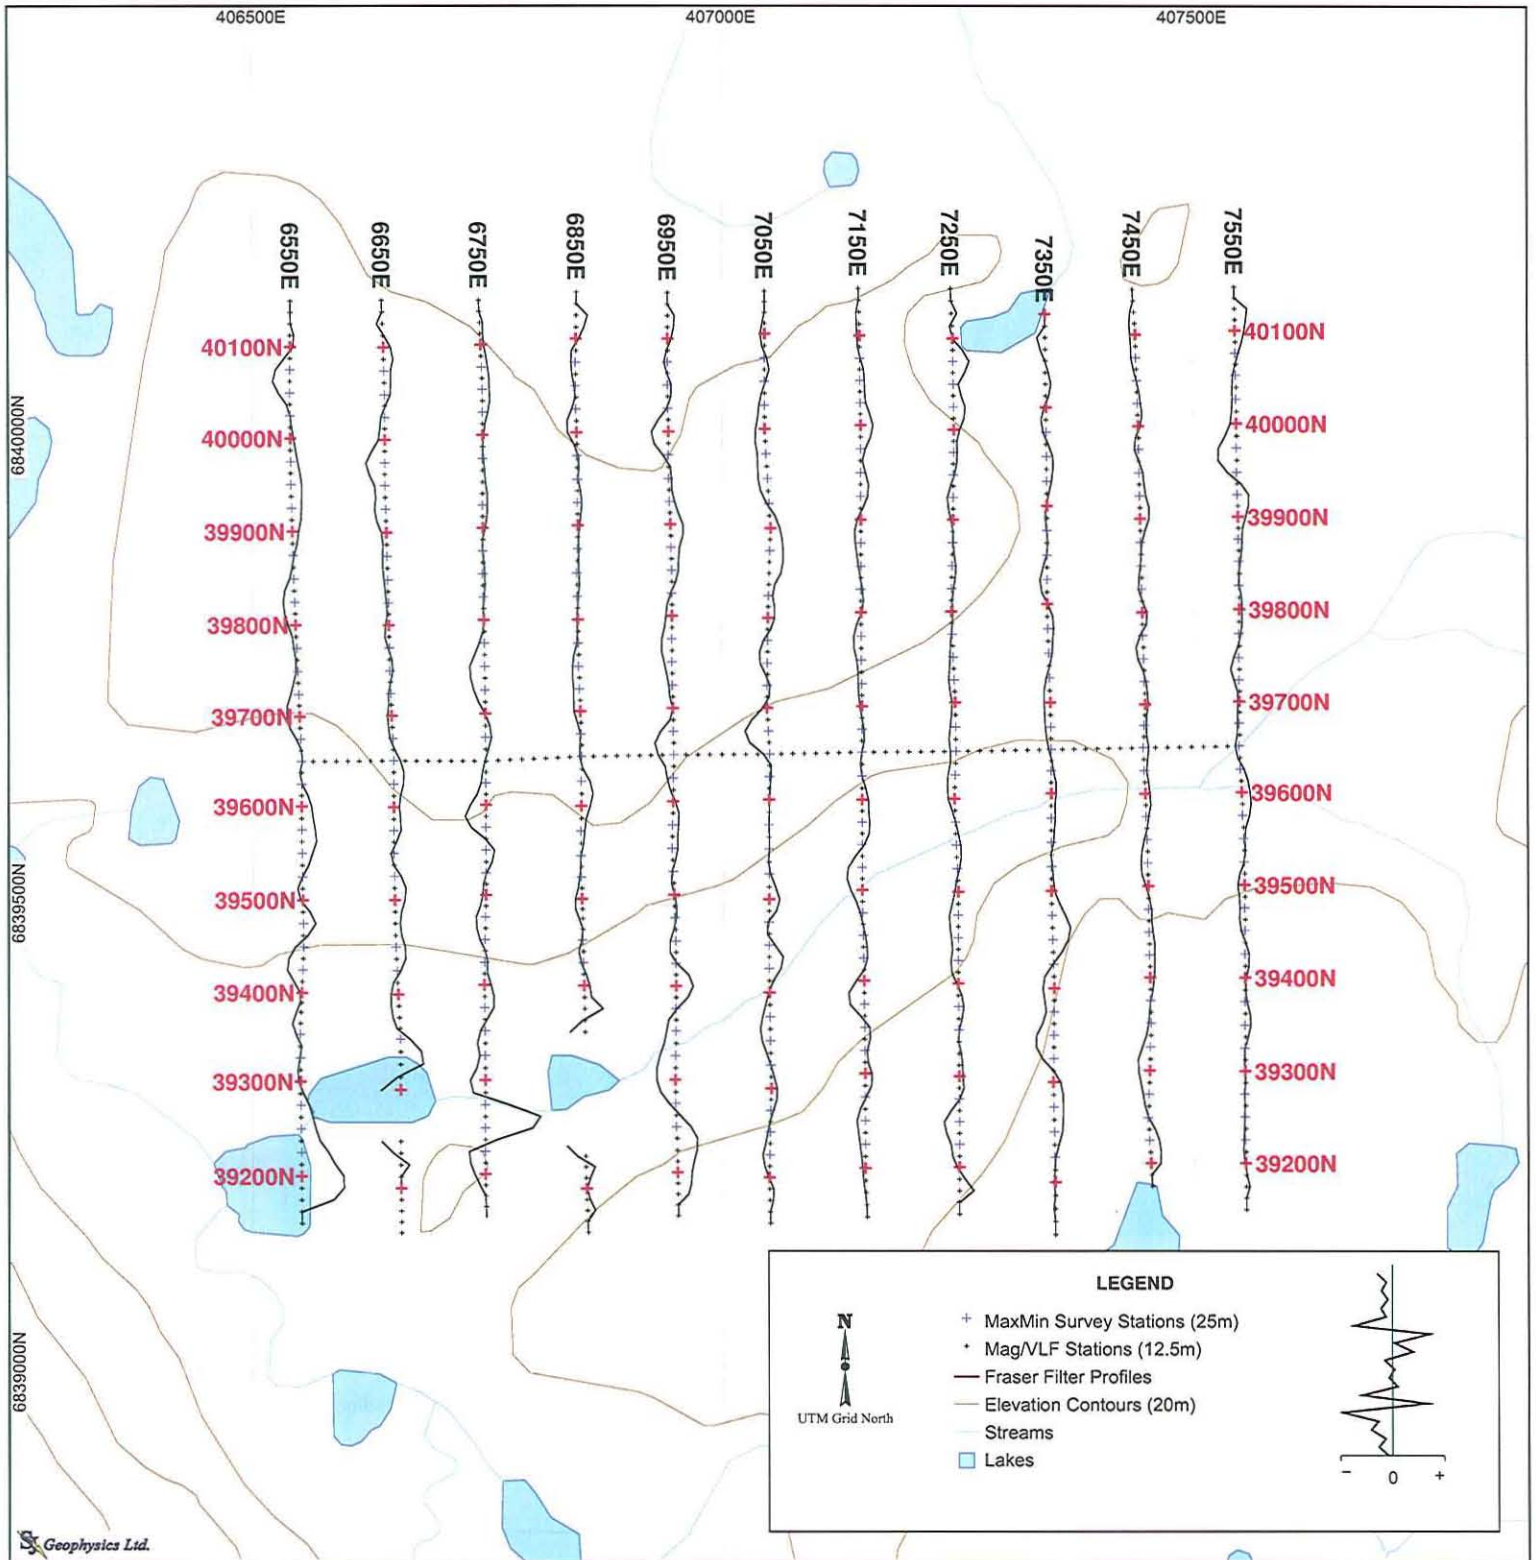 406500E
407000E
407500E
6550E
6650E
6750E
6850E
6950E
7050E
7150E
7250E
7350E
7450E
7550E
40100N
40100N
6840000N
40000N
40000N
39900N
39900N
39800N
39800N
39700N
39700N
39600N
39600N
6839500N
39500N
39500N
39400N
39400N
39300N
39300N
39200N
39200N
6839000N
LEGEND
N
UTM Grid North
MaxMin Survey Stations (25m)
Mag/VLF Stations (12.5m)
Fraser Filter Profiles
Elevation Contours (20m)
Streams
Lakes
− 0 +
SJ Geophysics Ltd.